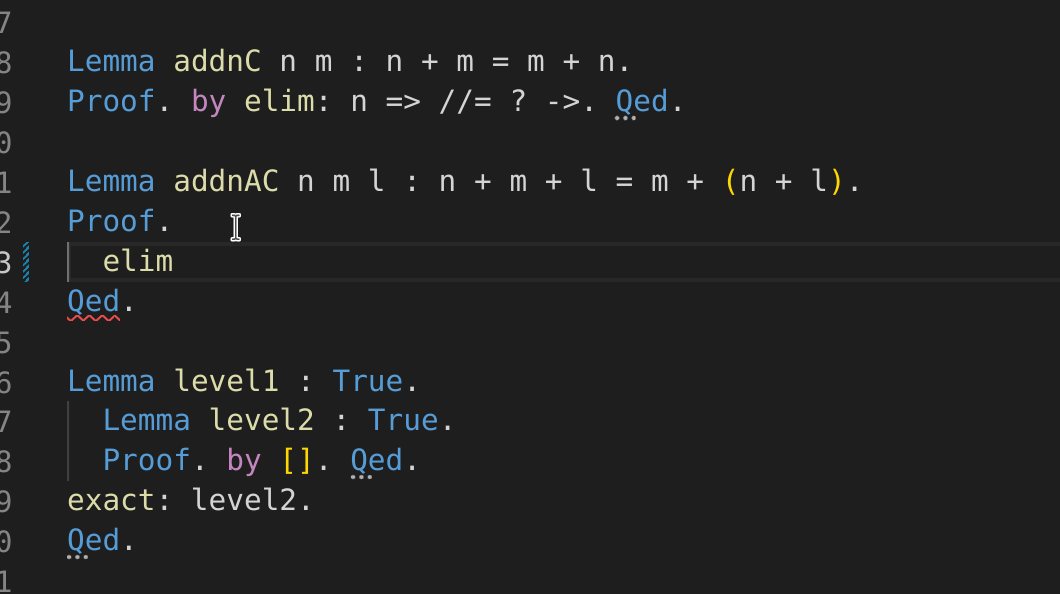 7
8 Lemma addnC n m : n + m = m + n.
9 Proof. by elim: n => //= ? ->. Qed.
0
1 Lemma addnAC n m l : n + m + l = m + (n + l).
2 Proof.
3 elim
4 Qed.
5
6 Lemma level1 : True.
7 Lemma level2 : True.
8 Proof. by []. Qed.
9 exact: level2.
0 Qed.
1